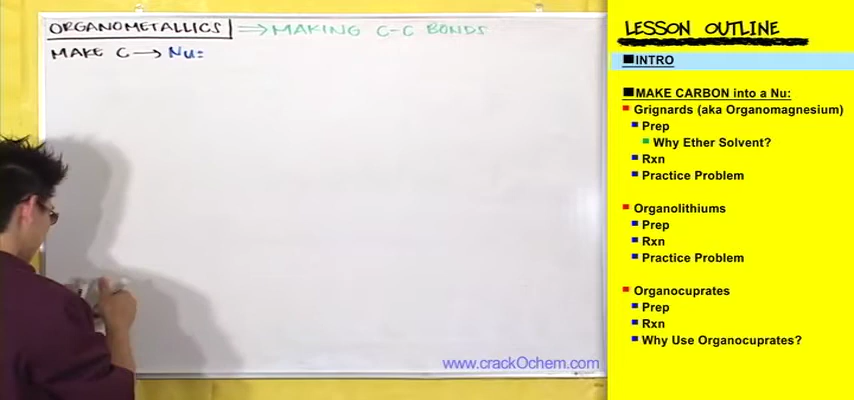 ORGANOMETALLICS ⇒ MAKING C-C BONDS
MAKE C → Nu:
www.crackOchem.com
LESSON OUTLINE
INTRO
MAKE CARBON into a Nu:
Grignards (aka Organomagnesium)
Prep
Why Ether Solvent?
Rxn
Practice Problem
Organolithiums
Prep
Rxn
Practice Problem
Organocuprates
Prep
Rxn
Why Use Organocuprates?